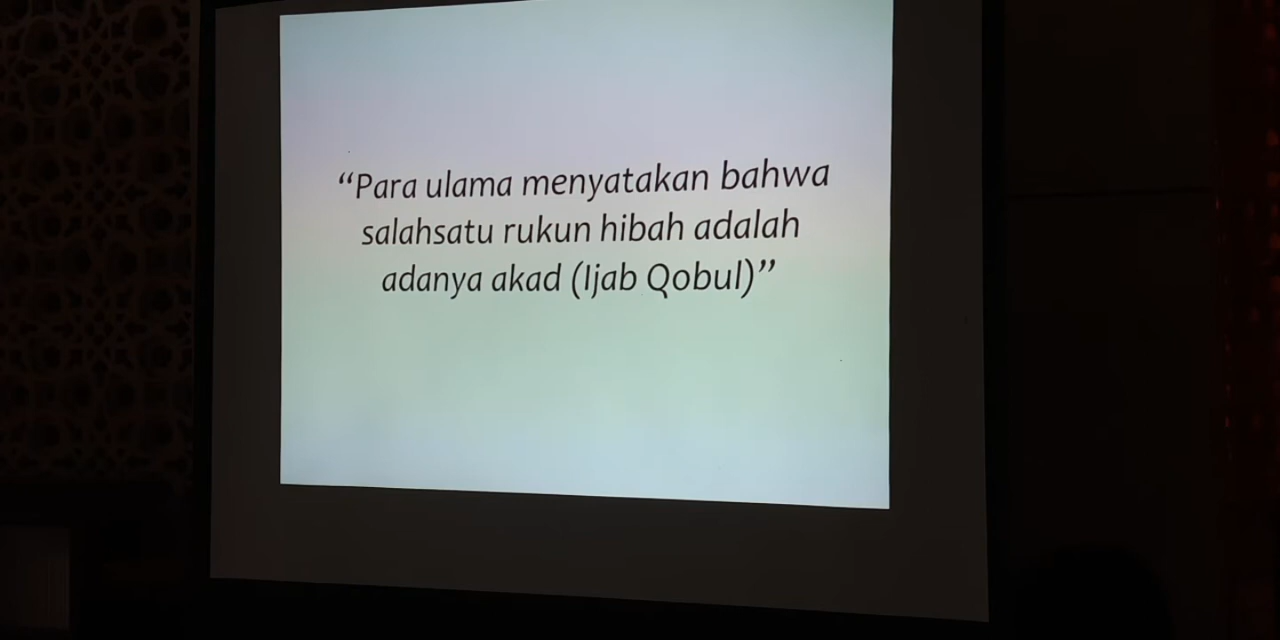 “Para ulama menyatakan bahwa
salahsatu rukun hibah adalah
adanya akad (Ijab Qobul)”